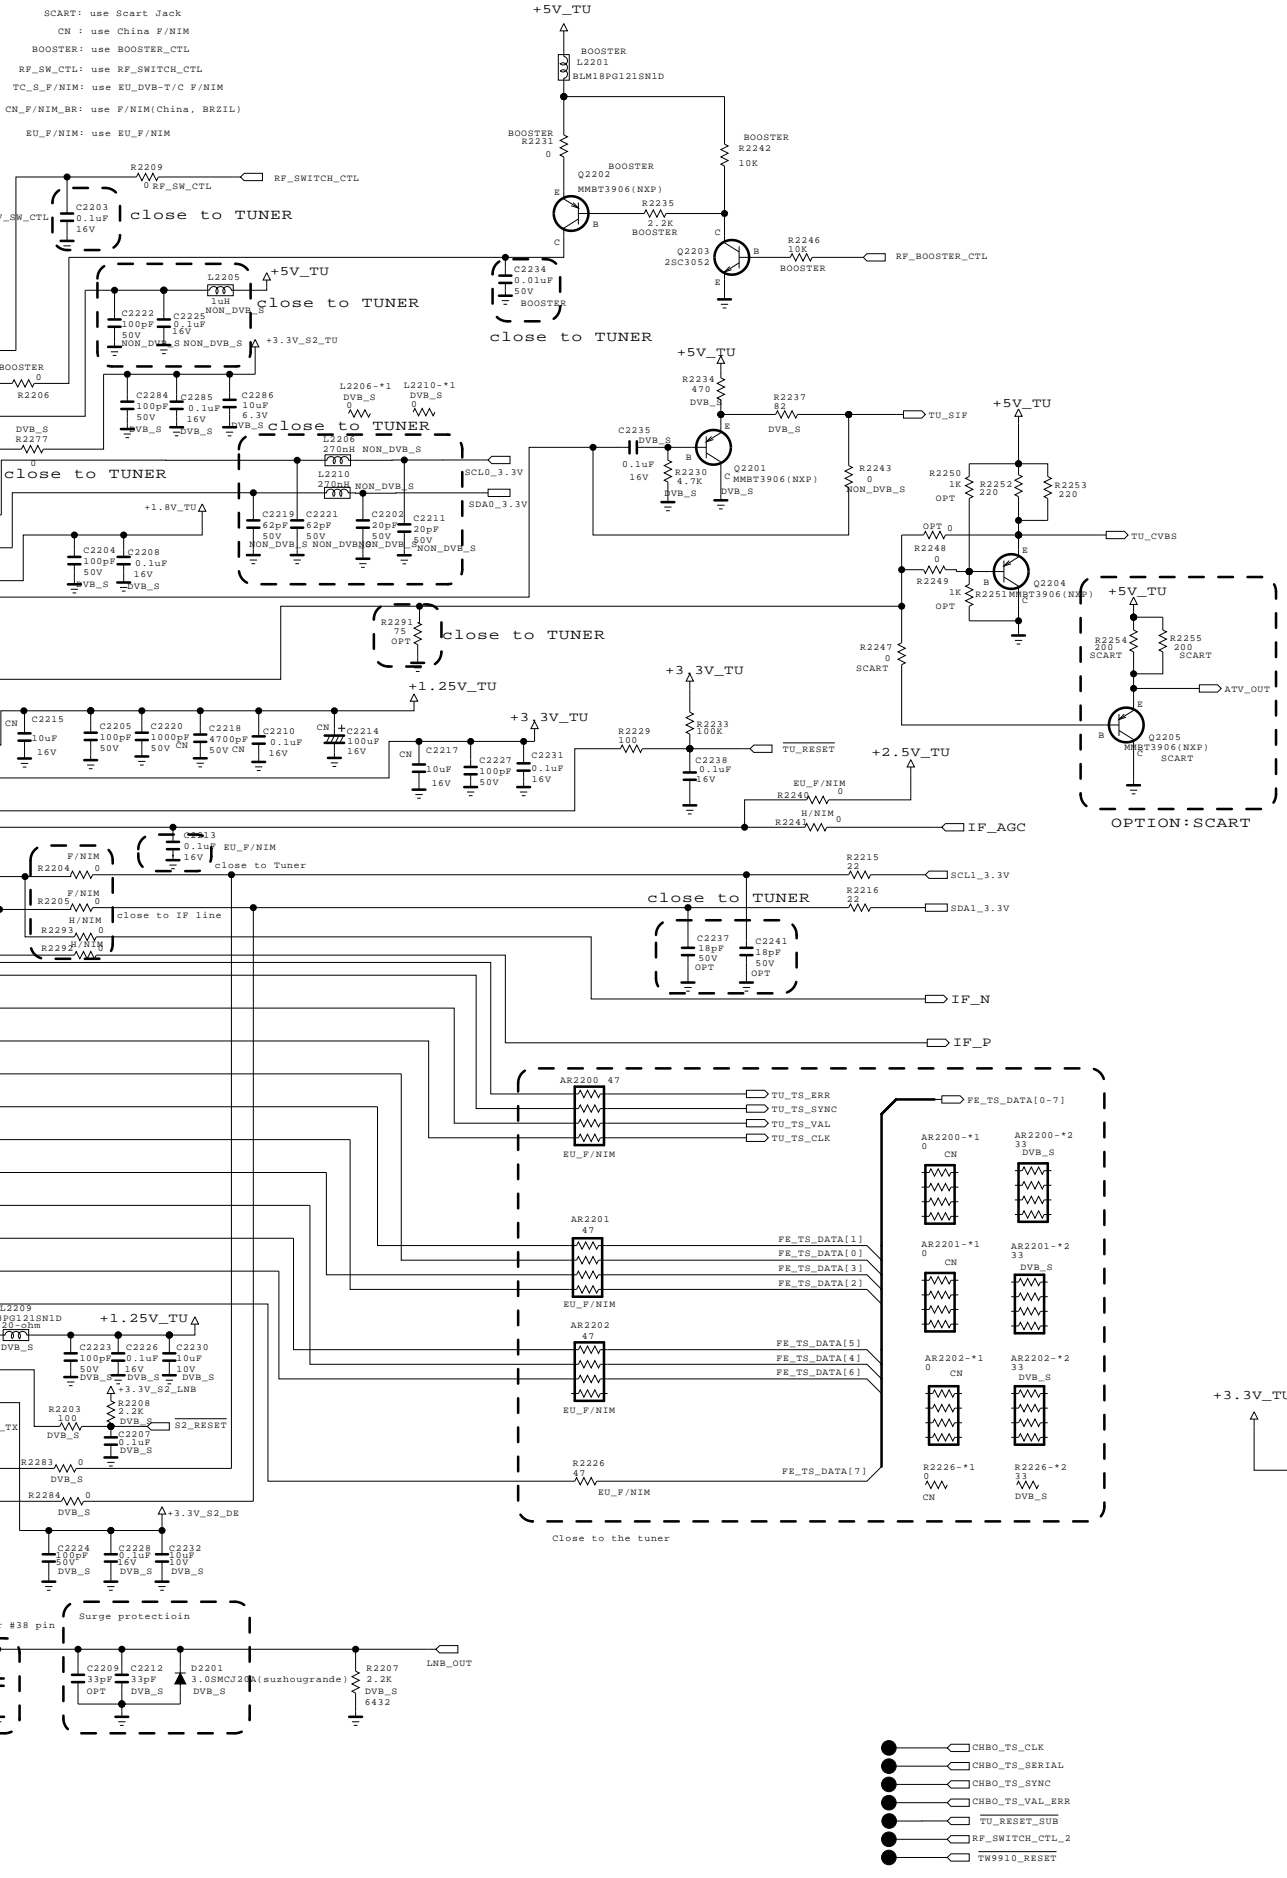 SCART: use Scart Jack
CN : use China F/NIM
BOOSTER: use BOOSTER_CTL
RF_SW_CTL: use RF_SWITCH_CTL
TC_S_F/NIM: use EU_DVB-T/C F/NIM
CN_F/NIM_BR: use F/NIM(China, BRZIL)
EU_F/NIM: use EU_F/NIM
+5V_TU
BOOSTER
L2201
BLM18PG121SN1D
BOOSTER
R2231
0
BOOSTER
R2242
10K
R2209
0
RF_SW_CTL
RF_SWITCH_CTL
Q2202
BOOSTER
MMBT3906(NXP)
E
B
C
R2235
2.2K
BOOSTER
_SW_CTL
C2203
0.1uF
16V
close to TUNER
Q2203
2SC3052
C
B
E
R2246
10K
BOOSTER
RF_BOOSTER_CTL
C2234
0.01uF
50V
BOOSTER
close to TUNER
L2205
1uH
NON_DVB_S
+5V_TU
close to TUNER
C2222
100pF
50V
NON_DVB_S
C2225
0.1uF
16V
NON_DVB_S
+3.3V_S2_TU
BOOSTER
0
R2206
C2284
100pF
50V
DVB_S
C2285
0.1uF
16V
DVB_S
C2286
10uF
6.3V
DVB_S
L2206-*1
DVB_S
0
L2210-*1
DVB_S
0
+5V_TU
R2234
470
DVB_S
R2237
82
DVB_S
TU_SIF
DVB_S
R2277
0
close to TUNER
close to TUNER
L2206
270nH
NON_DVB_S
L2210
270nH
NON_DVB_S
SCL0_3.3V
SDA0_3.3V
C2235
DVB_S
0.1uF
16V
R2230
4.7K
DVB_S
E
B
C
Q2201
MMBT3906(NXP)
DVB_S
R2243
0
NON_DVB_S
+5V_TU
R2250
1K
OPT
R2252
220
R2253
220
+1.8V_TU
C2219
62pF
50V
NON_DVB_S
C2221
62pF
50V
NON_DVB_S
C2202
20pF
50V
NON_DVB_S
C2211
20pF
50V
NON_DVB_S
OPT
0
R2248
0
R2249
TU_CVBS
E
B
C
Q2204
MMBT3906(NXP)
1K
R2251
OPT
C2204
100pF
50V
DVB_S
C2208
0.1uF
16V
DVB_S
R2291
75
OPT
close to TUNER
R2247
0
SCART
+5V_TU
R2254
200
SCART
R2255
200
SCART
ATV_OUT
E
B
C
Q2205
MMBT3906(NXP)
SCART
OPTION:SCART
+1.25V_TU
CN
C2215
10uF
16V
C2205
100pF
50V
C2220
1000pF
50V
CN
C2218
4700pF
50V
CN
C2210
0.1uF
16V
CN
+
C2214
100uF
16V
+3.3V_TU
CN
C2217
10uF
16V
C2227
100pF
50V
C2231
0.1uF
16V
+3.3V_TU
R2233
100K
R2229
100
TU_RESET
C2238
0.1uF
16V
+2.5V_TU
EU_F/NIM
R2240
0
H/NIM
R2241
0
IF_AGC
C2213
0.1uF
16V
EU_F/NIM
close to Tuner
F/NIM
R2204
0
F/NIM
R2205
0
H/NIM
R2293
0
H/NIM
R2292
0
close to IF line
R2215
22
SCL1_3.3V
R2216
22
SDA1_3.3V
close to TUNER
C2237
18pF
50V
OPT
C2241
18pF
50V
OPT
IF_N
IF_P
AR2200
47
EU_F/NIM
TU_TS_ERR
TU_TS_SYNC
TU_TS_VAL
TU_TS_CLK
FE_TS_DATA[0-7]
AR2200-*1
0
CN
AR2200-*2
33
DVB_S
AR2201
47
EU_F/NIM
FE_TS_DATA[1]
FE_TS_DATA[0]
FE_TS_DATA[3]
FE_TS_DATA[2]
AR2201-*1
0
CN
AR2201-*2
33
DVB_S
AR2202
47
EU_F/NIM
FE_TS_DATA[5]
FE_TS_DATA[4]
FE_TS_DATA[6]
AR2202-*1
0
CN
AR2202-*2
33
DVB_S
R2226
47
EU_F/NIM
FE_TS_DATA[7]
R2226-*1
0
CN
R2226-*2
33
DVB_S
Close to the tuner
+3.3V_TU
L2209
PG121SN1D
20-ohm
DVB_S
+1.25V_TU
C2223
100pF
50V
DVB_S
C2226
0.1uF
16V
DVB_S
C2230
10uF
10V
DVB_S
+3.3V_S2_LNB
R2208
2.2K
DVB_S
R2203
100
DVB_S
S2_RESET
_TX
C2207
0.1uF
DVB_S
R2283
0
DVB_S
R2284
0
DVB_S
+3.3V_S2_DE
C2224
100pF
50V
C2228
0.1uF
16V
DVB_S
C2232
10uF
10V
DVB_S
#38 pin
Surge protectioin
C2209
33pF
OPT
C2212
33pF
DVB_S
D2201
3.0SMCJ20A(suzhougrande)
DVB_S
R2207
2.2K
DVB_S
6432
LNB_OUT
CHBO_TS_CLK
CHBO_TS_SERIAL
CHBO_TS_SYNC
CHBO_TS_VAL_ERR
TU_RESET_SUB
RF_SWITCH_CTL_2
TW9910_RESET